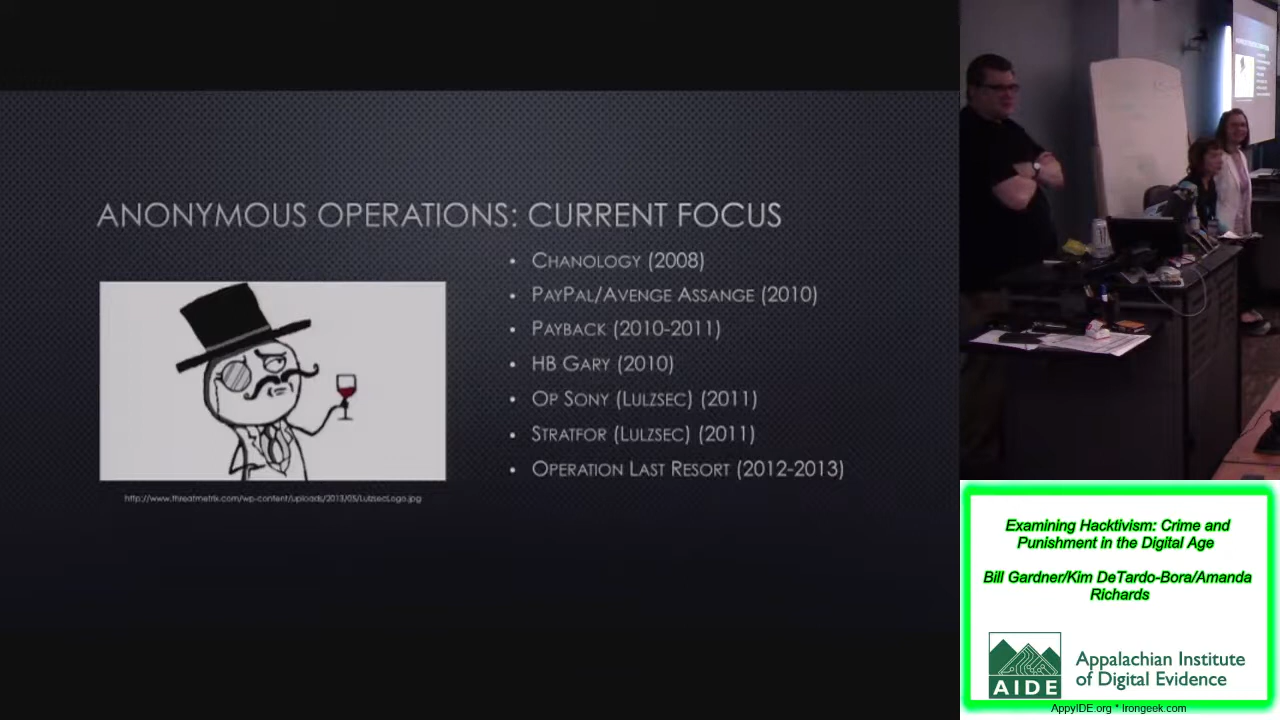 ANONYMOUS OPERATIONS: CURRENT FOCUS
• CHANOLOGY (2008)
• PAYPAL/AVENGE ASSANGE (2010)
• PAYBACK (2010-2011)
• HB GARY (2010)
• OP SONY (LULZSEC) (2011)
• STRATFOR (LULZSEC) (2011)
• OPERATION LAST RESORT (2012-2013)
http://www.threatmetrix.com/wp-content/uploads/2013/05/LulzsecLogo.jpg
Examining Hacktivism: Crime and
Punishment in the Digital Age
Bill Gardner/Kim DeTardo-Bora/Amanda
Richards
AIDE
Appalachian Institute
of Digital Evidence
AppyIDE.org * Irongeek.com